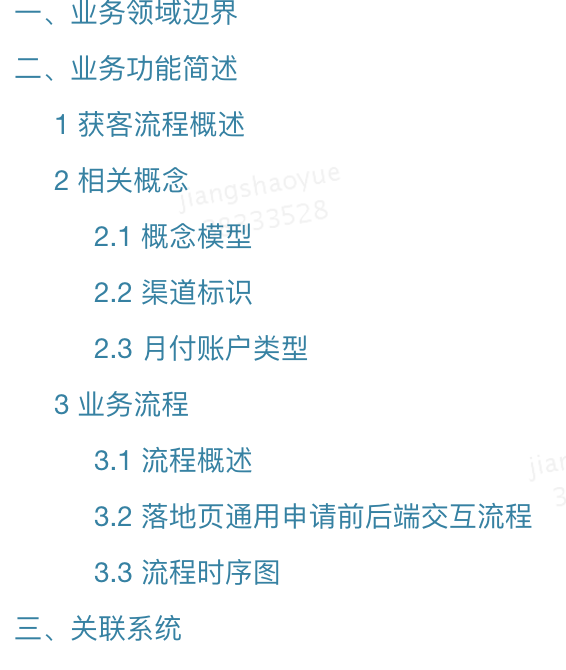 一、业务领域边界
二、业务功能简述
1 获客流程概述
2 相关概念
jiangshaoyue
2.1 概念模型
2.2 渠道标识
2.3 月付账户类型
3 业务流程
3.1 流程概述
3.2 落地页通用申请前后端交互流程
3.3 流程时序图
三、关联系统